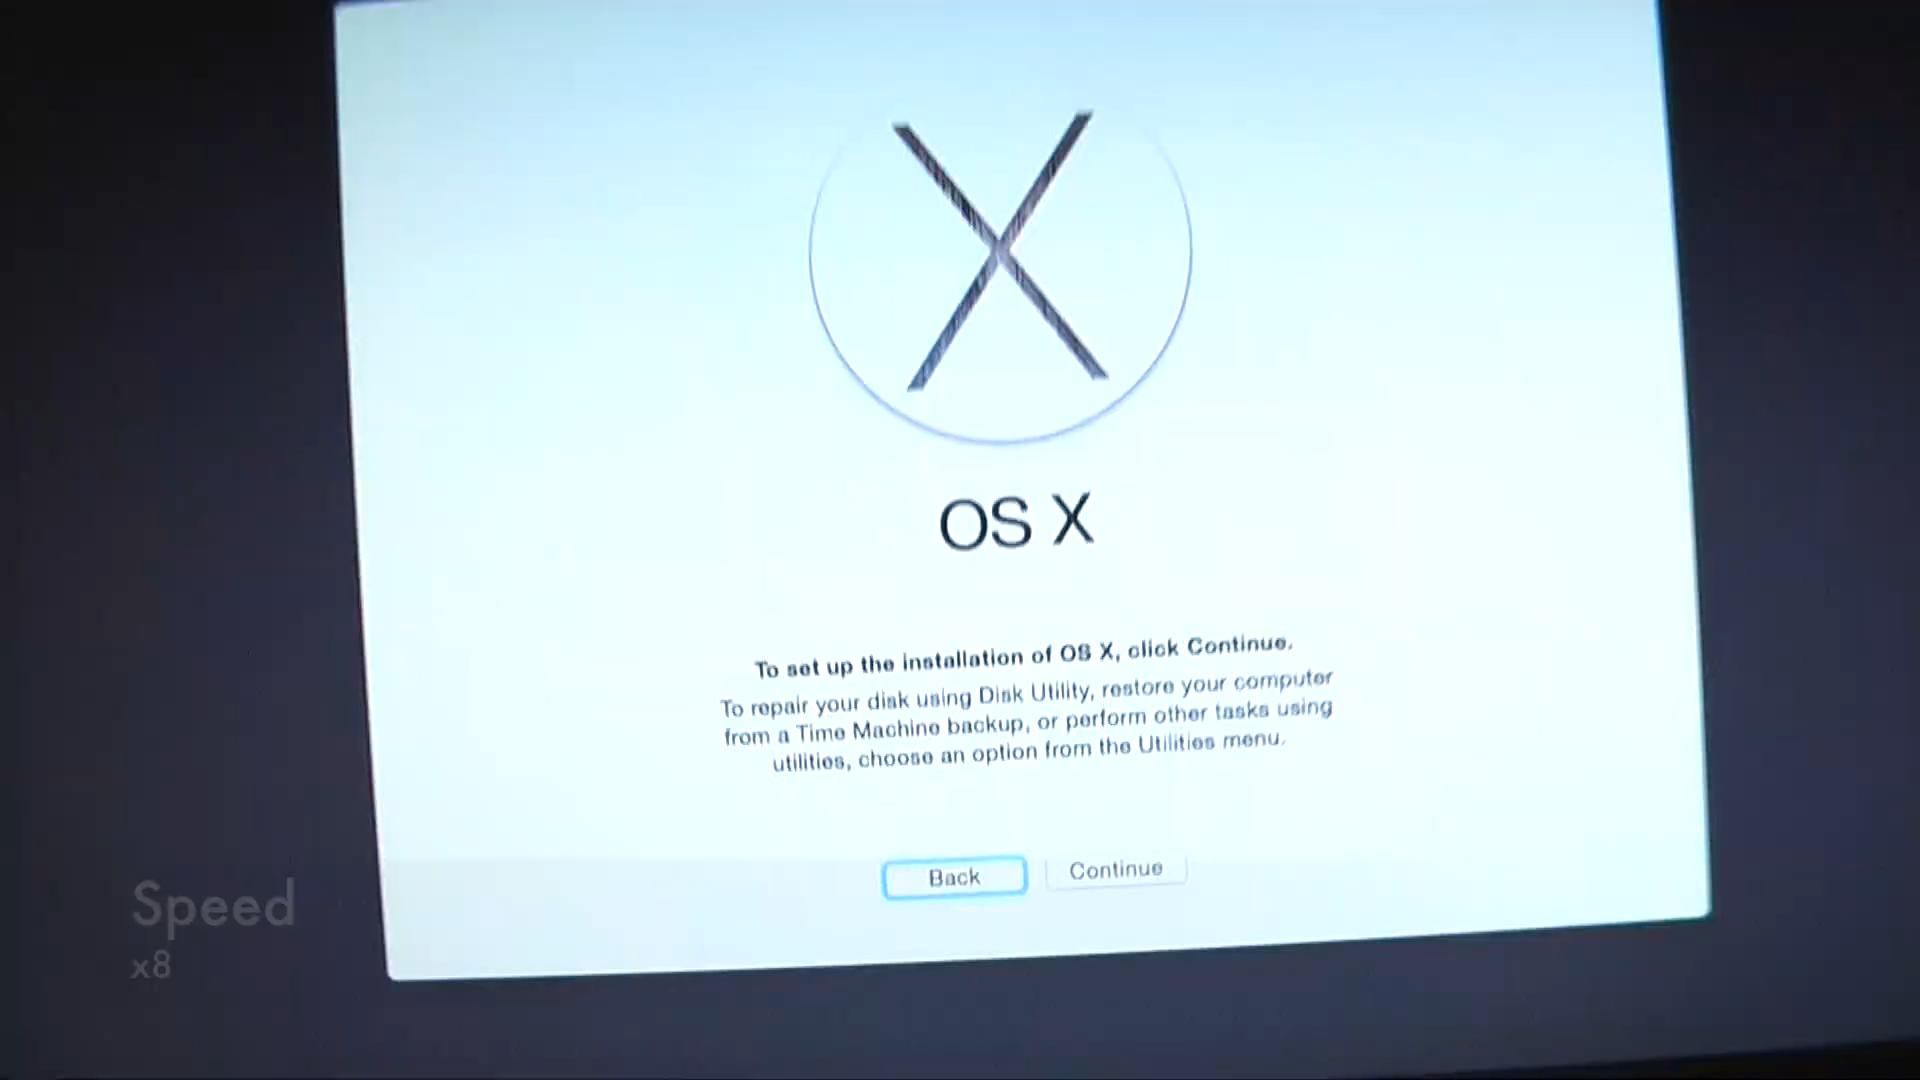 OS X
To set up the installation of OS X, click Continue.
To repair your disk using Disk Utility, restore your computer
from a Time Machine backup, or perform other tasks using
utilities, choose an option from the Utilities menu.
Back
Continue
Speed
x8